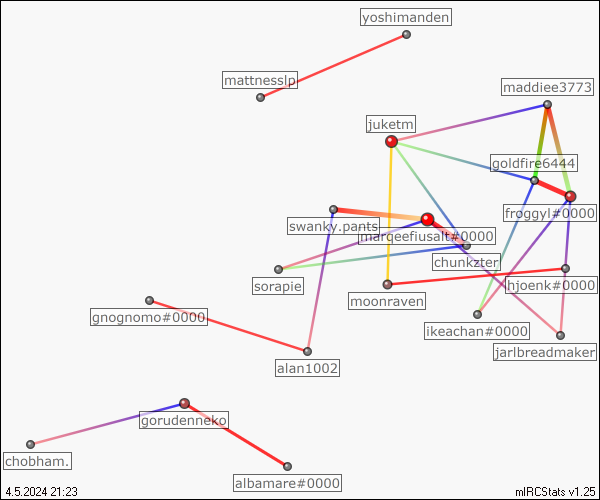 yoshimanden
mattnesslp
maddiee3773
juketm
goldfire6444
froggyl#0000
swanky.pants
marqeefiusalt#0000
chunkzter
sorapie
hjoenk#0000
moonraven
gnognomo#0000
ikeachan#0000
jarlbreadmaker
alan1002
gorudenneko
chobham.
albamare#0000
4.5.2024 21:23
mIRCStats v1.25